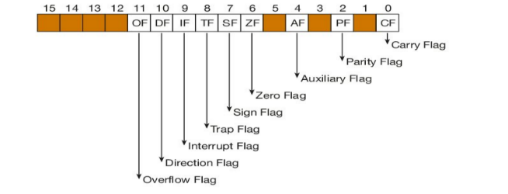 15 14 13 12 11 10 9 8 7 6 5 4 3 2 1 0
OF DF IF TF SF ZF AF PF CF
Carry Flag
Parity Flag
Auxiliary Flag
Zero Flag
Sign Flag
Trap Flag
Interrupt Flag
Direction Flag
Overflow Flag